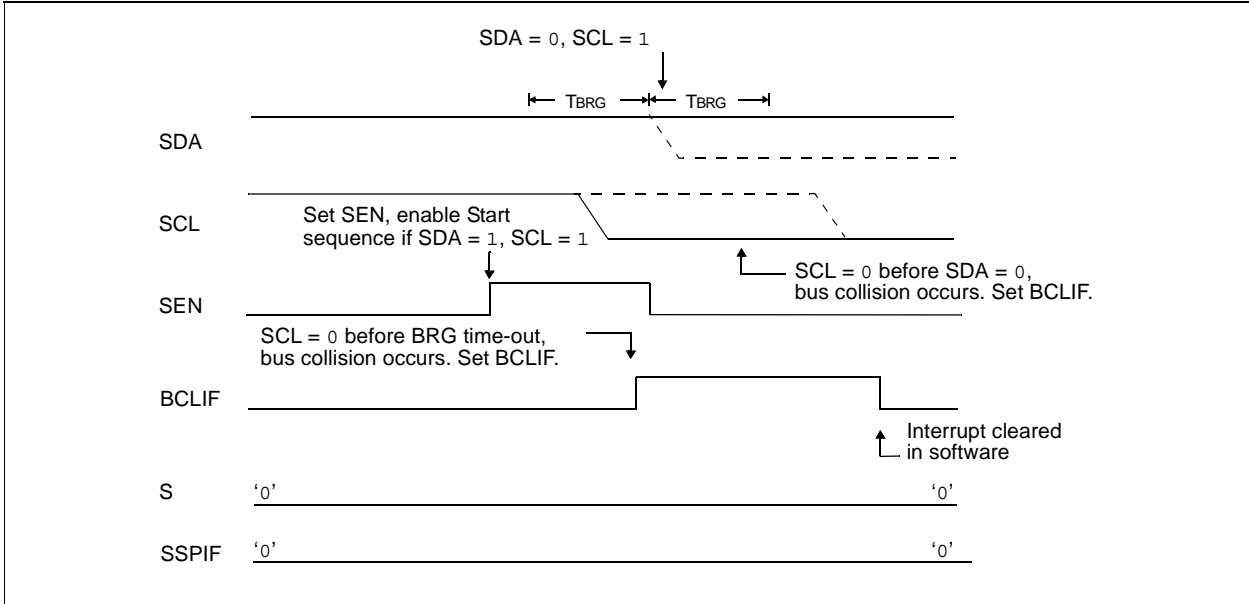 SDA = 0, SCL = 1
TBRG TBRG
SDA
SCL
Set SEN, enable Start
sequence if SDA = 1, SCL = 1
SCL = 0 before SDA = 0,
bus collision occurs. Set BCLIF.
SEN
SCL = 0 before BRG time-out,
bus collision occurs. Set BCLIF.
BCLIF
Interrupt cleared
in software
S ‘0’ ‘0’
SSPIF ‘0’ ‘0’